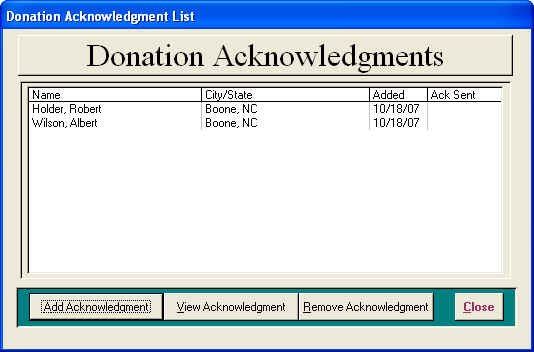 Donation Acknowledgment List
Donation Acknowledgments
Name City/State Added Ack Sent
Holder, Robert Boone, NC 10/18/07
Wilson, Albert Boone, NC 10/18/07
Add Acknowledgment View Acknowledgment Remove Acknowledgment Close